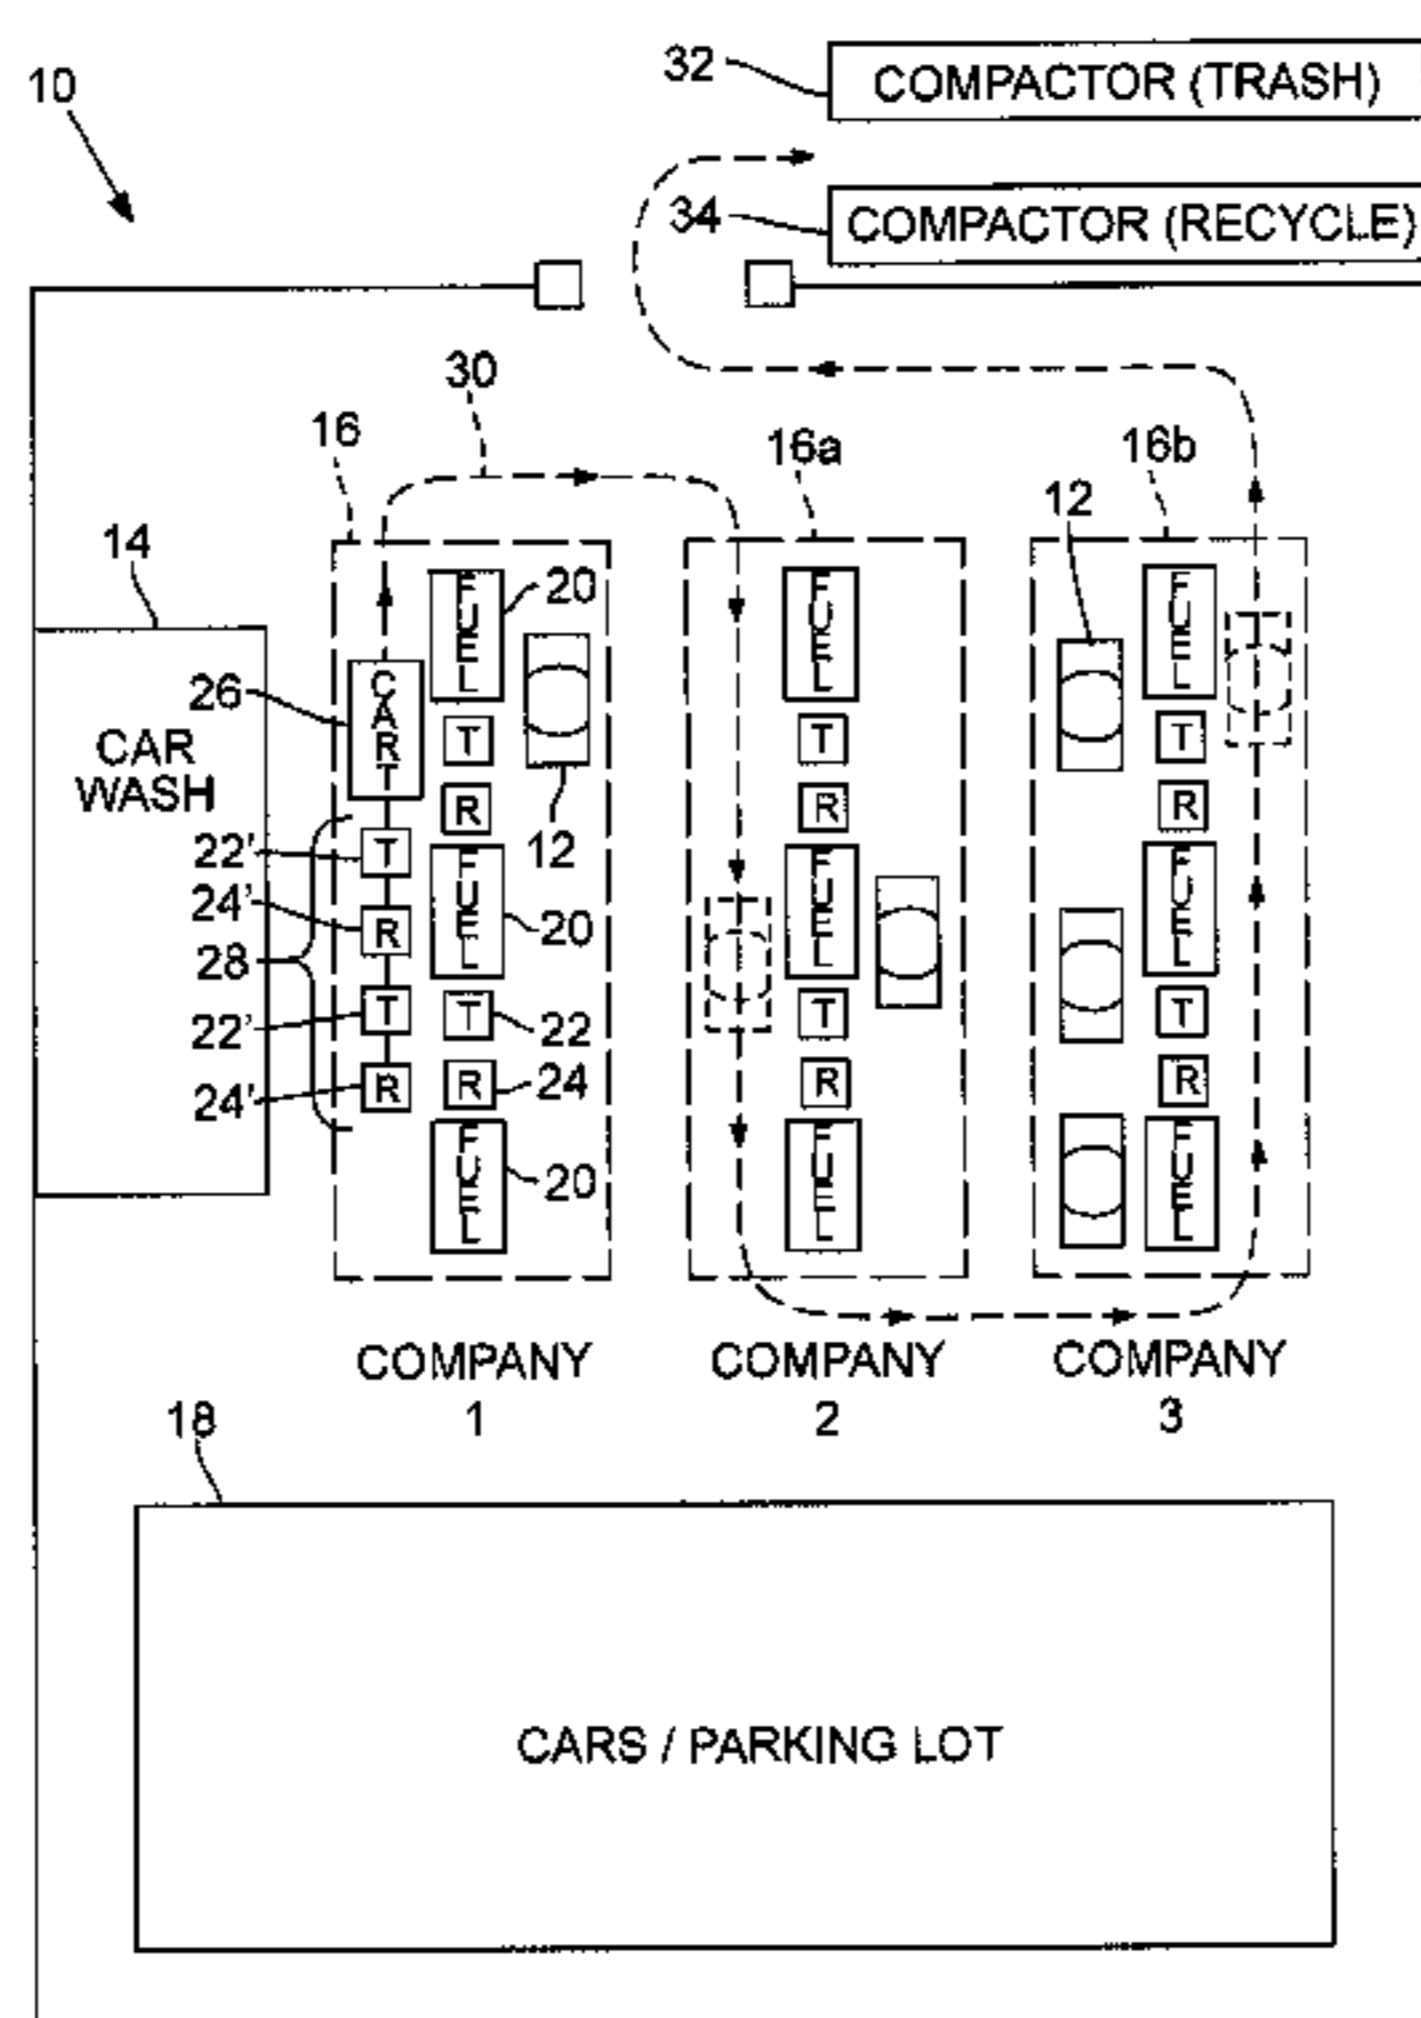 32
COMPACTOR (TRASH)
10
34
COMPACTOR (RECYCLE)
30
16
16a
16b
12
14
FUEL
20
FUEL
FUEL
26
CART
CAR
WASH
T
T
T
R
R
R
12
22'
T
FUEL
20
FUEL
FUEL
24'
R
28
22'
T
T
22
T
T
24'
R
R
24
R
R
FUEL
20
FUEL
FUEL
COMPANY
1
COMPANY
2
COMPANY
3
18
CARS / PARKING LOT